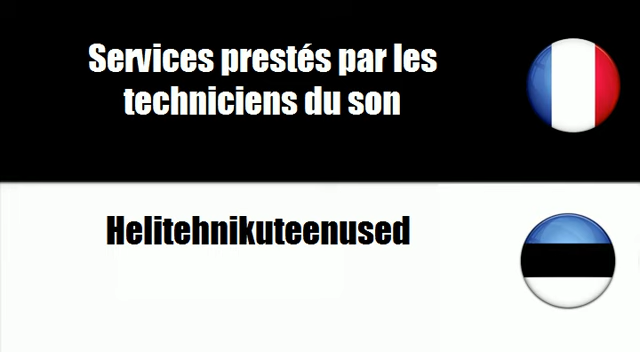 Services prestés par les
techniciens du son
Helitehnikuteenused